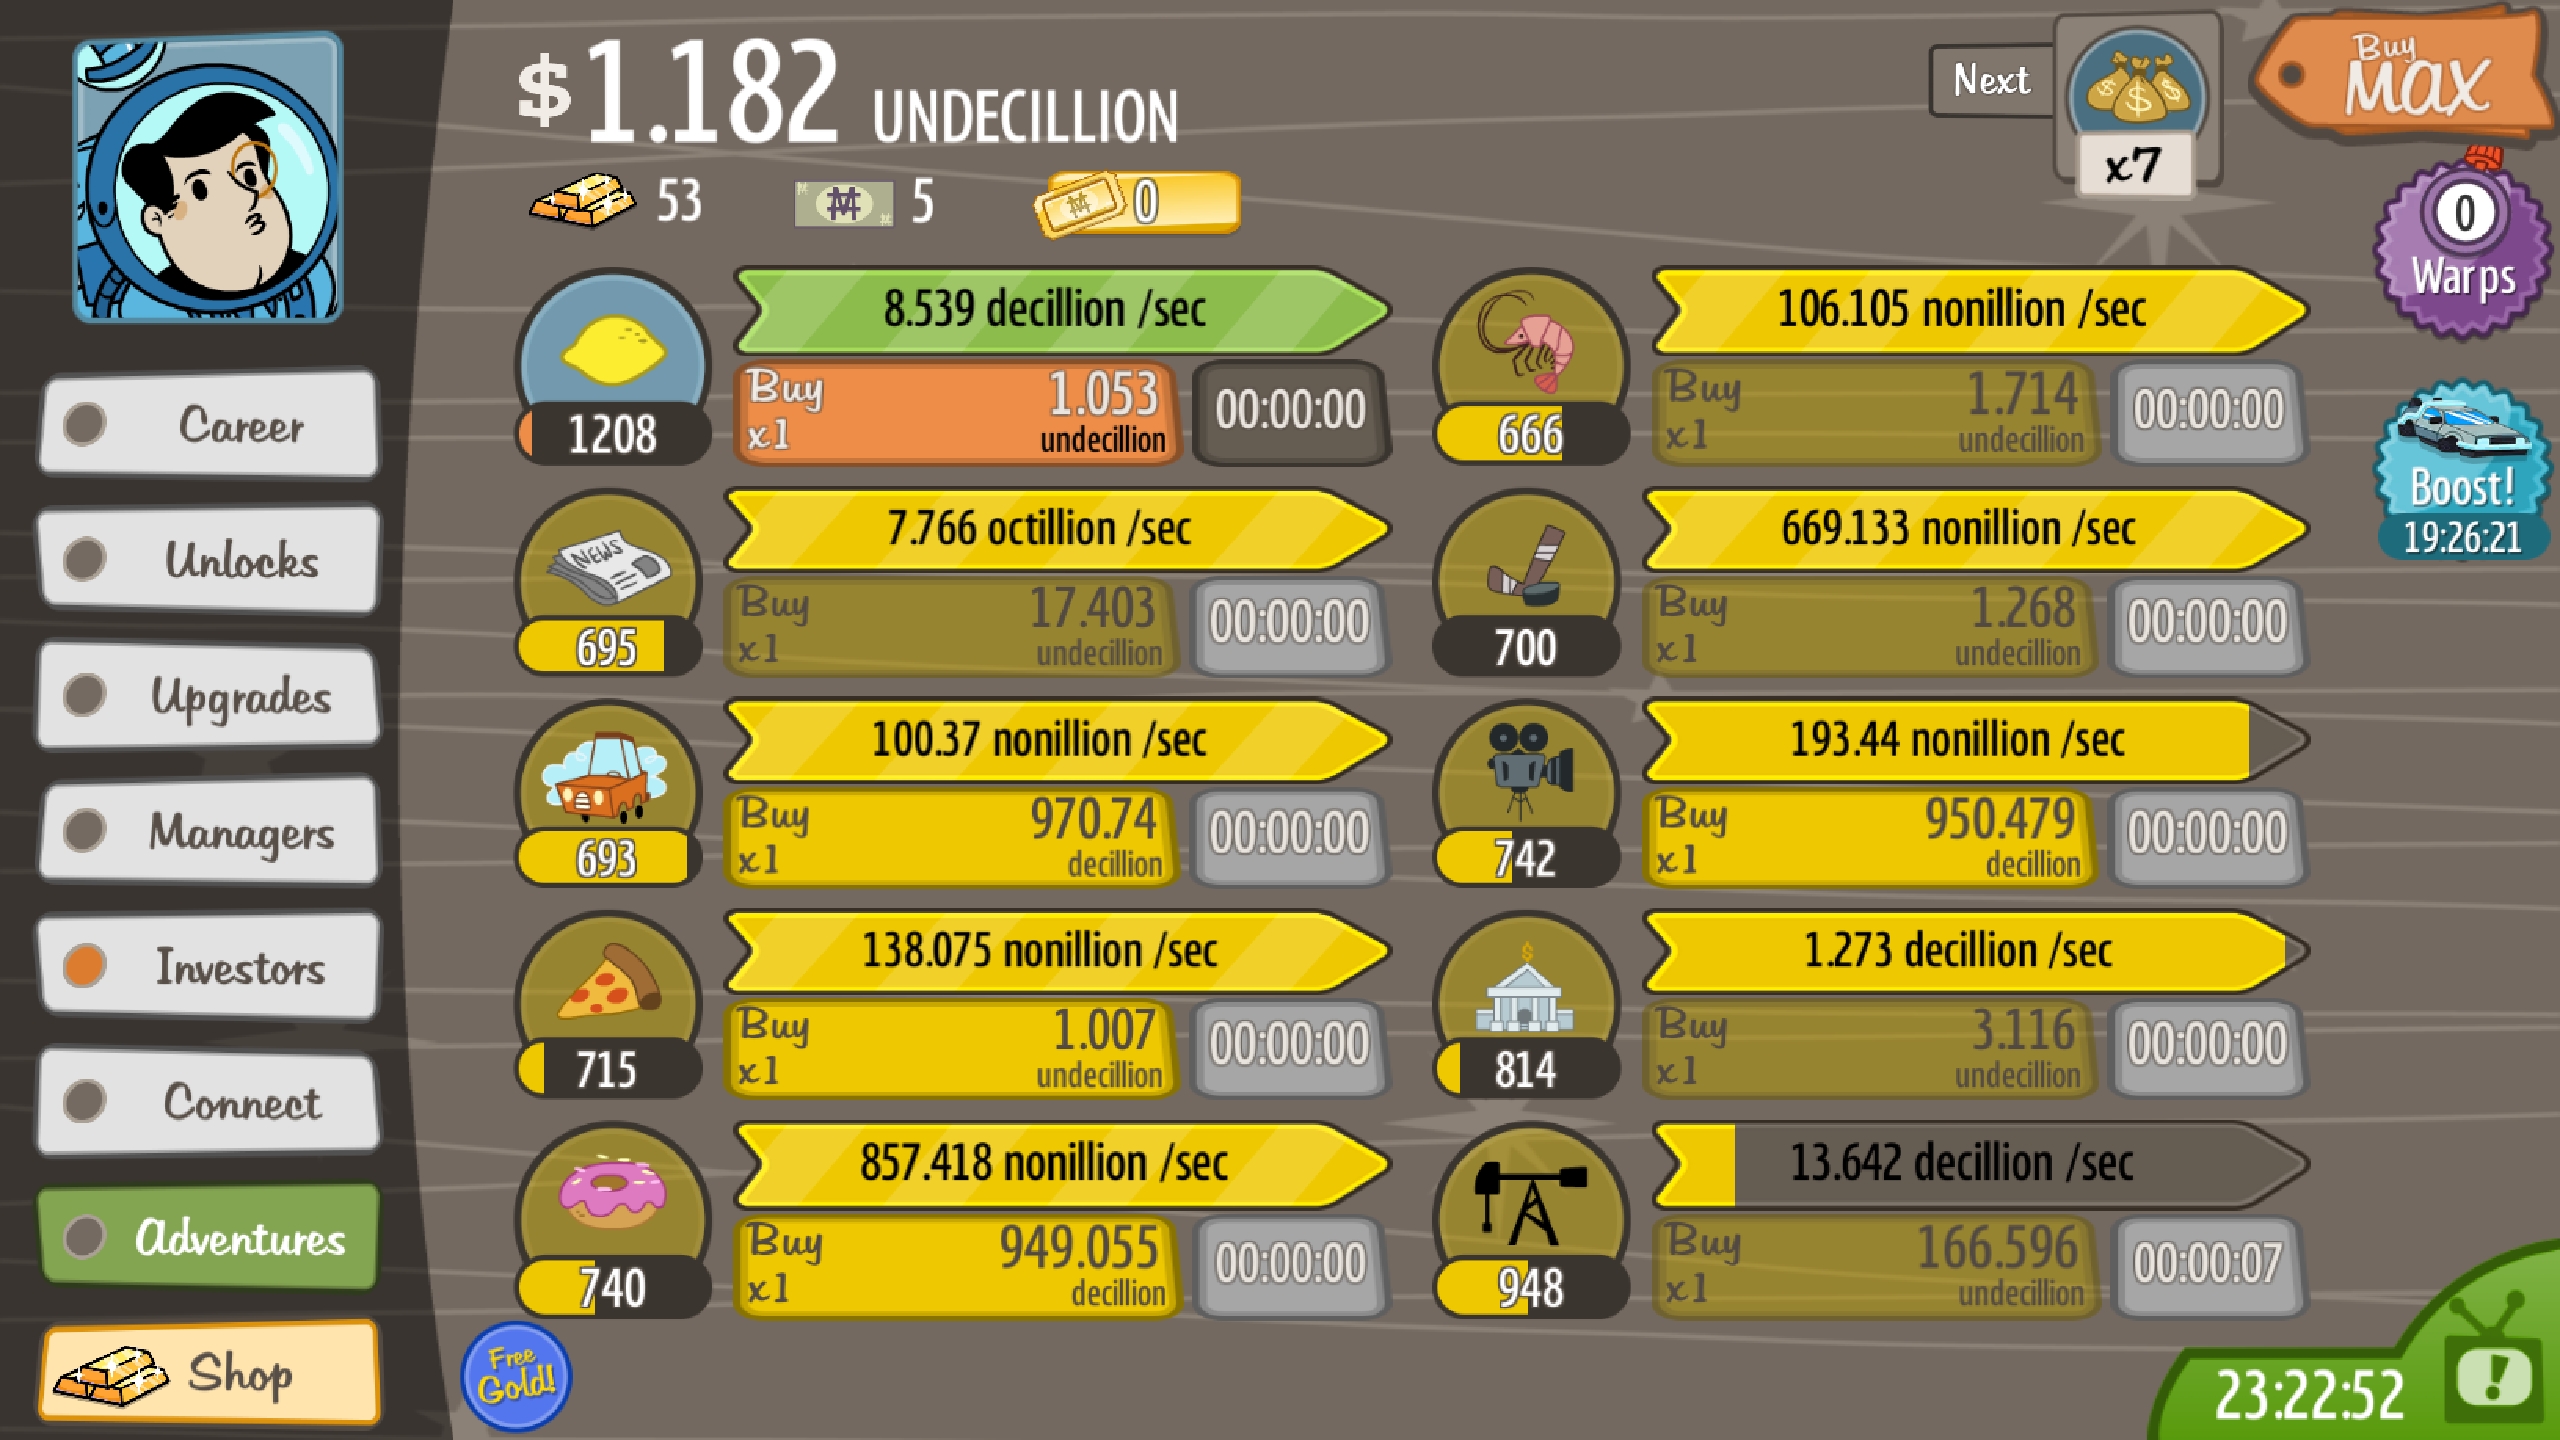 $1.182 UNDECILLION
53
5
0
Next
x7
Buy
MAX
0
Warps
Boost!
19:26:21
Career
Unlocks
Upgrades
Managers
Investors
Connect
Adventures
Shop
8.539 decillion /sec
1208
Buy
x1
1.053
undecillion
00:00:00
NEWS
7.766 octillion /sec
695
Buy
x1
17.403
undecillion
00:00:00
100.37 nonillion /sec
693
Buy
x1
970.74
decillion
00:00:00
138.075 nonillion /sec
715
Buy
x1
1.007
undecillion
00:00:00
857.418 nonillion /sec
740
Buy
x1
949.055
decillion
00:00:00
106.105 nonillion /sec
666
Buy
x1
1.714
undecillion
00:00:00
669.133 nonillion /sec
700
Buy
x1
1.268
undecillion
00:00:00
193.44 nonillion /sec
742
Buy
x1
950.479
decillion
00:00:00
1.273 decillion /sec
814
Buy
x1
3.116
undecillion
00:00:00
13.642 decillion /sec
948
Buy
x1
166.596
undecillion
00:00:07
Free
Gold!
23:22:52
!